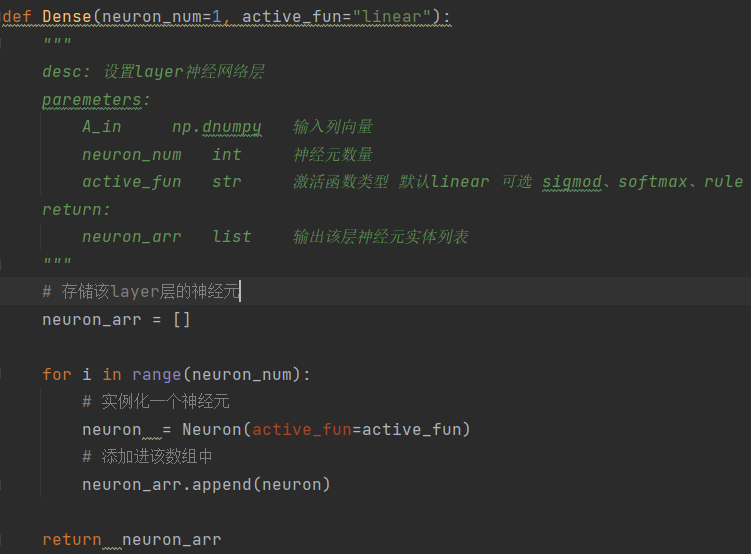 def Dense(neuron_num=1, active_fun="linear"):
"""
desc: 设置layer神经网络层
paremeters:
A_in np.dnumpy 输入列向量
neuron_num int 神经元数量
active_fun str 激活函数类型 默认linear 可选 sigmod、softmax、rule
return:
neuron_arr list 输出该层神经元实体列表
"""
# 存储该layer层的神经元
neuron_arr = []
for i in range(neuron_num):
# 实例化一个神经元
neuron  = Neuron(active_fun=active_fun)
# 添加进该数组中
neuron_arr.append(neuron)
return  neuron_arr